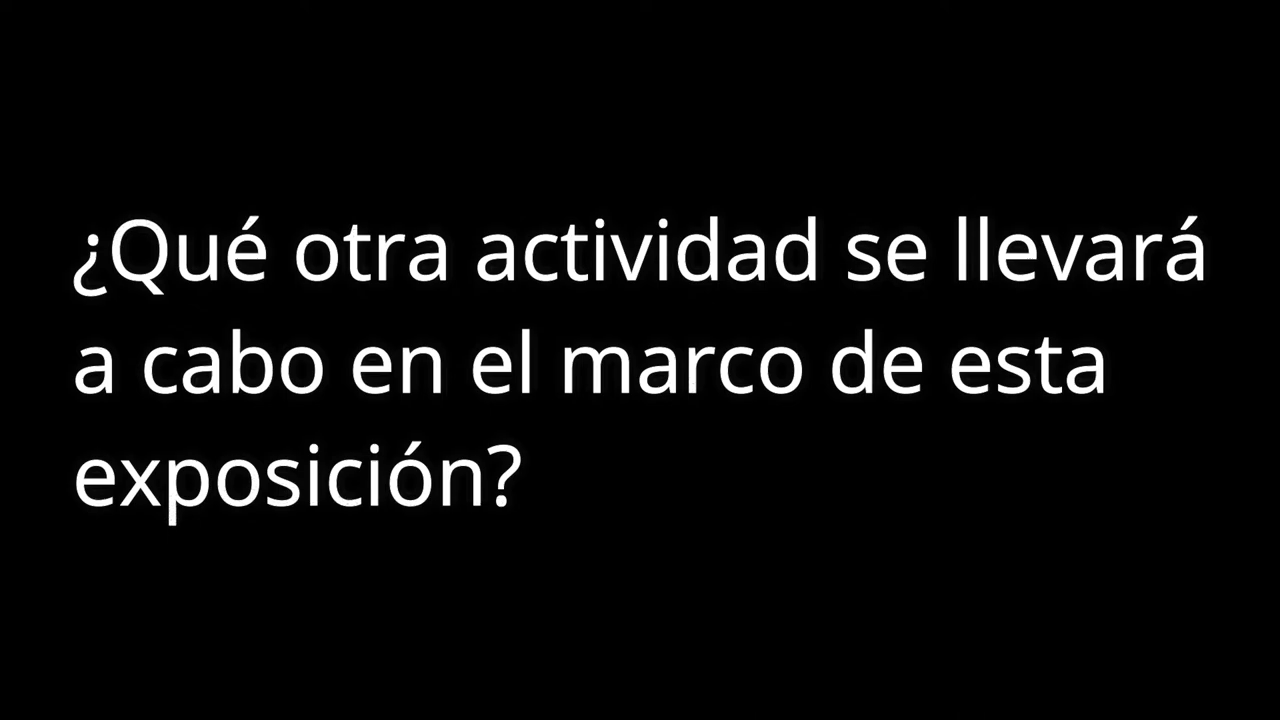 ¿Qué otra actividad se llevará
a cabo en el marco de esta
exposición?